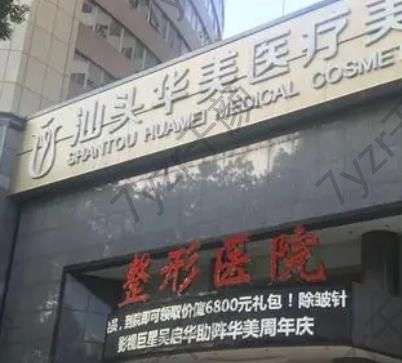 汕头华美医疗美
SHANTOU HUAMEI MEDICAL COSME
整形医院
员，到院即可领取价值6800元礼包！除皱针
影视巨星吴启华助阵华美周年庆